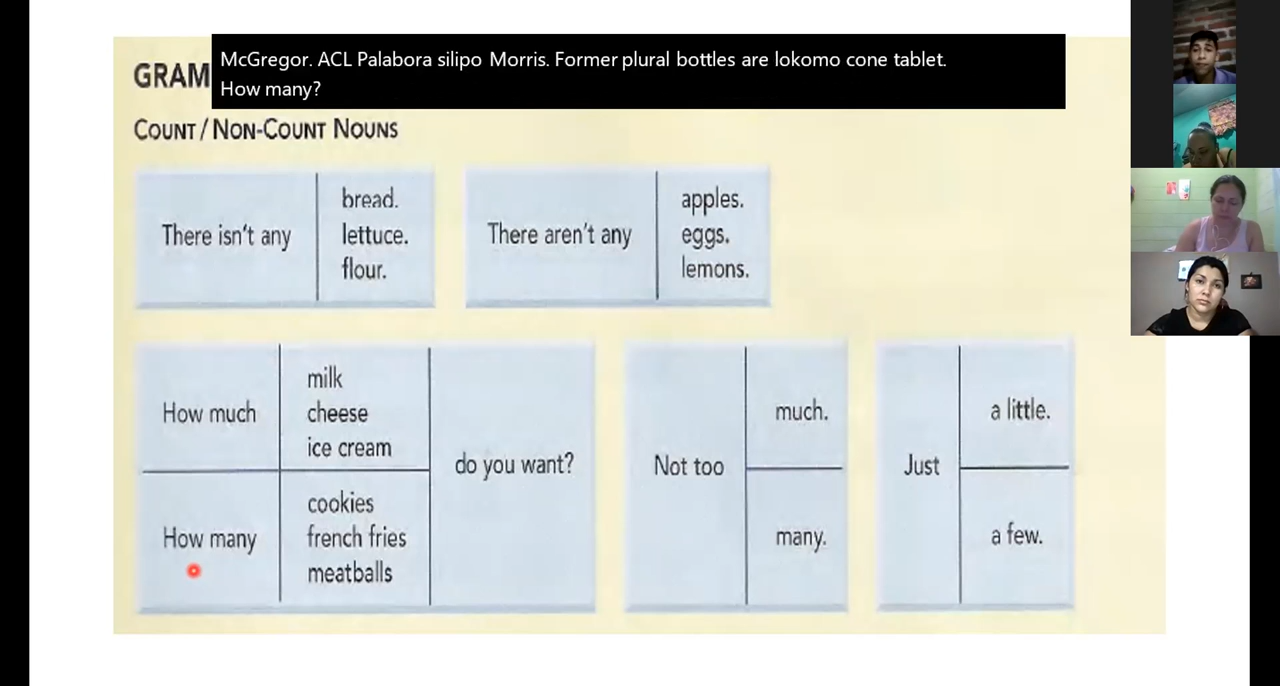 McGregor. ACL Palabora silipo Morris. Former plural bottles are lokomo cone tablet.
How many?
GRAM
COUNT / NON-COUNT NOUNS
There isn't any
bread.
lettuce.
flour.
There aren't any
apples.
eggs.
lemons.
How much
milk
cheese
ice cream
How many
cookies
french fries
meatballs
do you want?
Not too
much.
many.
Just
a little.
a few.